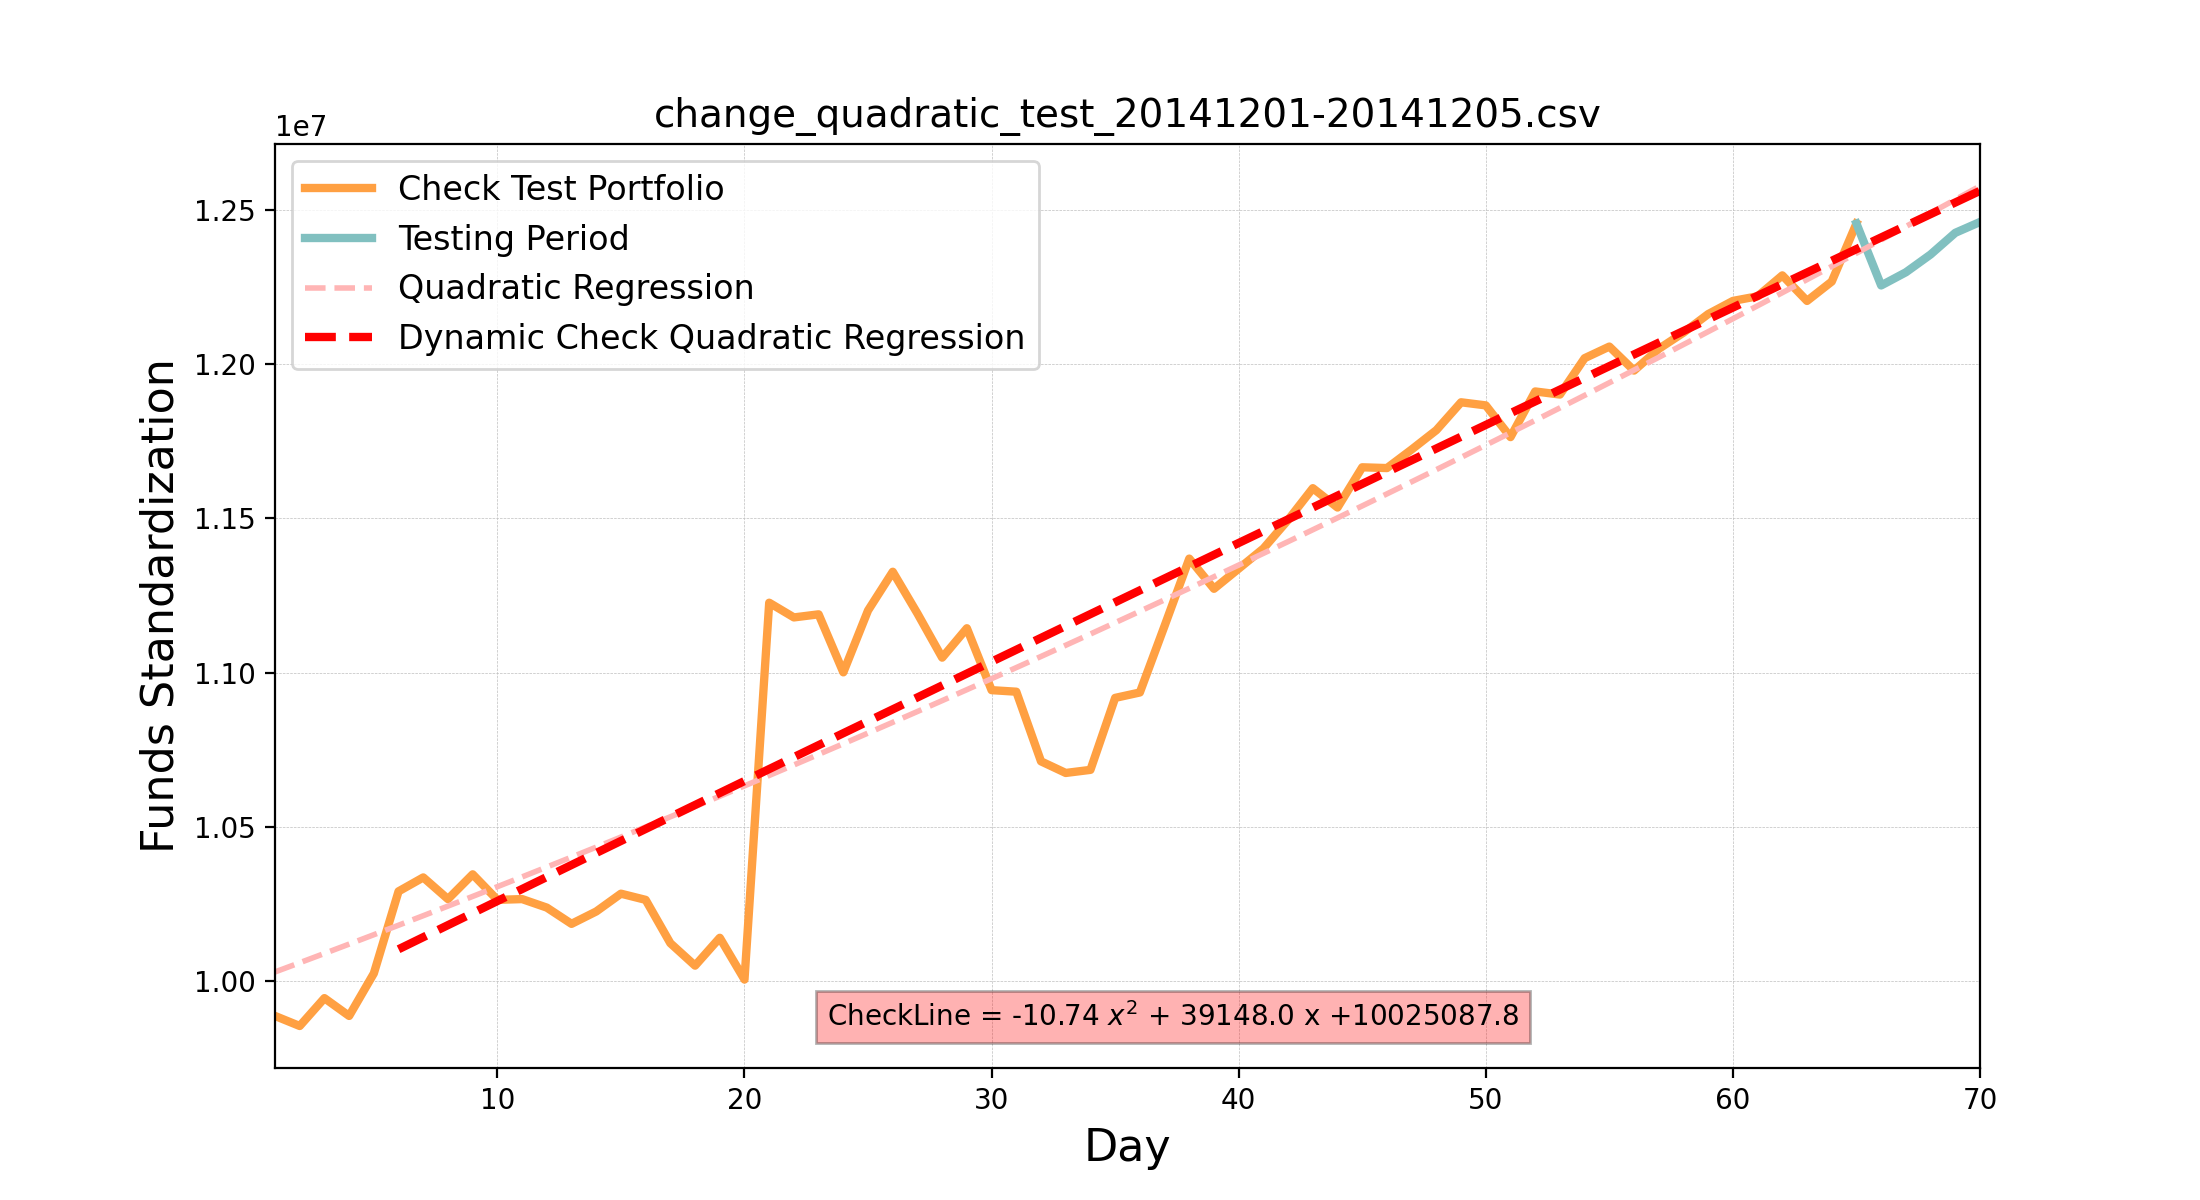 change_quadratic_test_20141201-20141205.csv
1e7
Check Test Portfolio
Testing Period
Quadratic Regression
Dynamic Check Quadratic Regression
1.25
1.20
1.15
1.10
1.05
1.00
Funds Standardization
CheckLine = -10.74 x² + 39148.0 x +10025087.8
10 20 30 40 50 60 70
Day